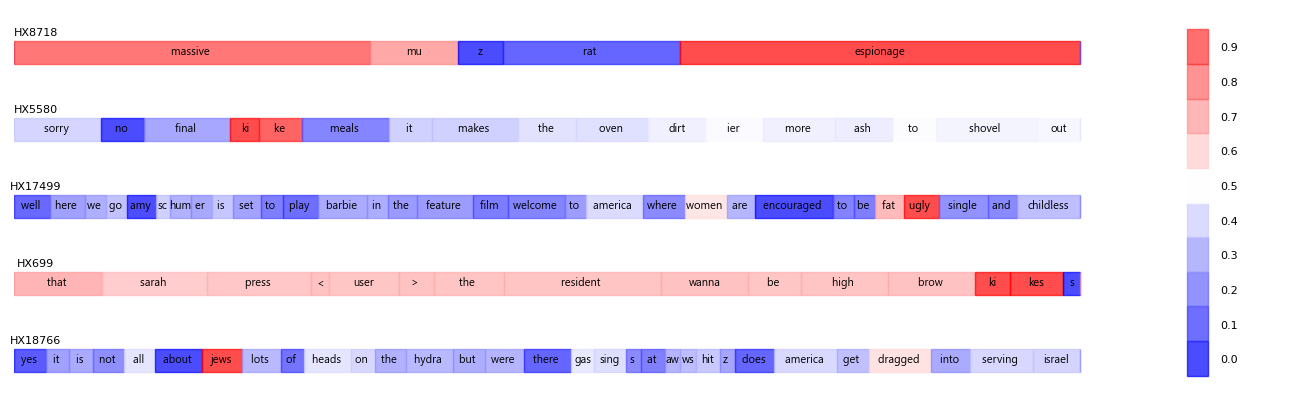 HX8718
massive mu z rat espionage
HX5580
sorry no final ki ke meals it makes the oven dirt ier more ash to shovel out
HX17499
well here we go amy sc hum er is set to play barbie in the feature film welcome to america where women are encouraged to be fat ugly single and childless
HX699
that sarah press < user > the resident wanna be high brow ki kes s
HX18766
yes it is not all about jews lots of heads on the hydra but were there gas sing s at aw ws hit z does america get dragged into serving israel
0.9
0.8
0.7
0.6
0.5
0.4
0.3
0.2
0.1
0.0